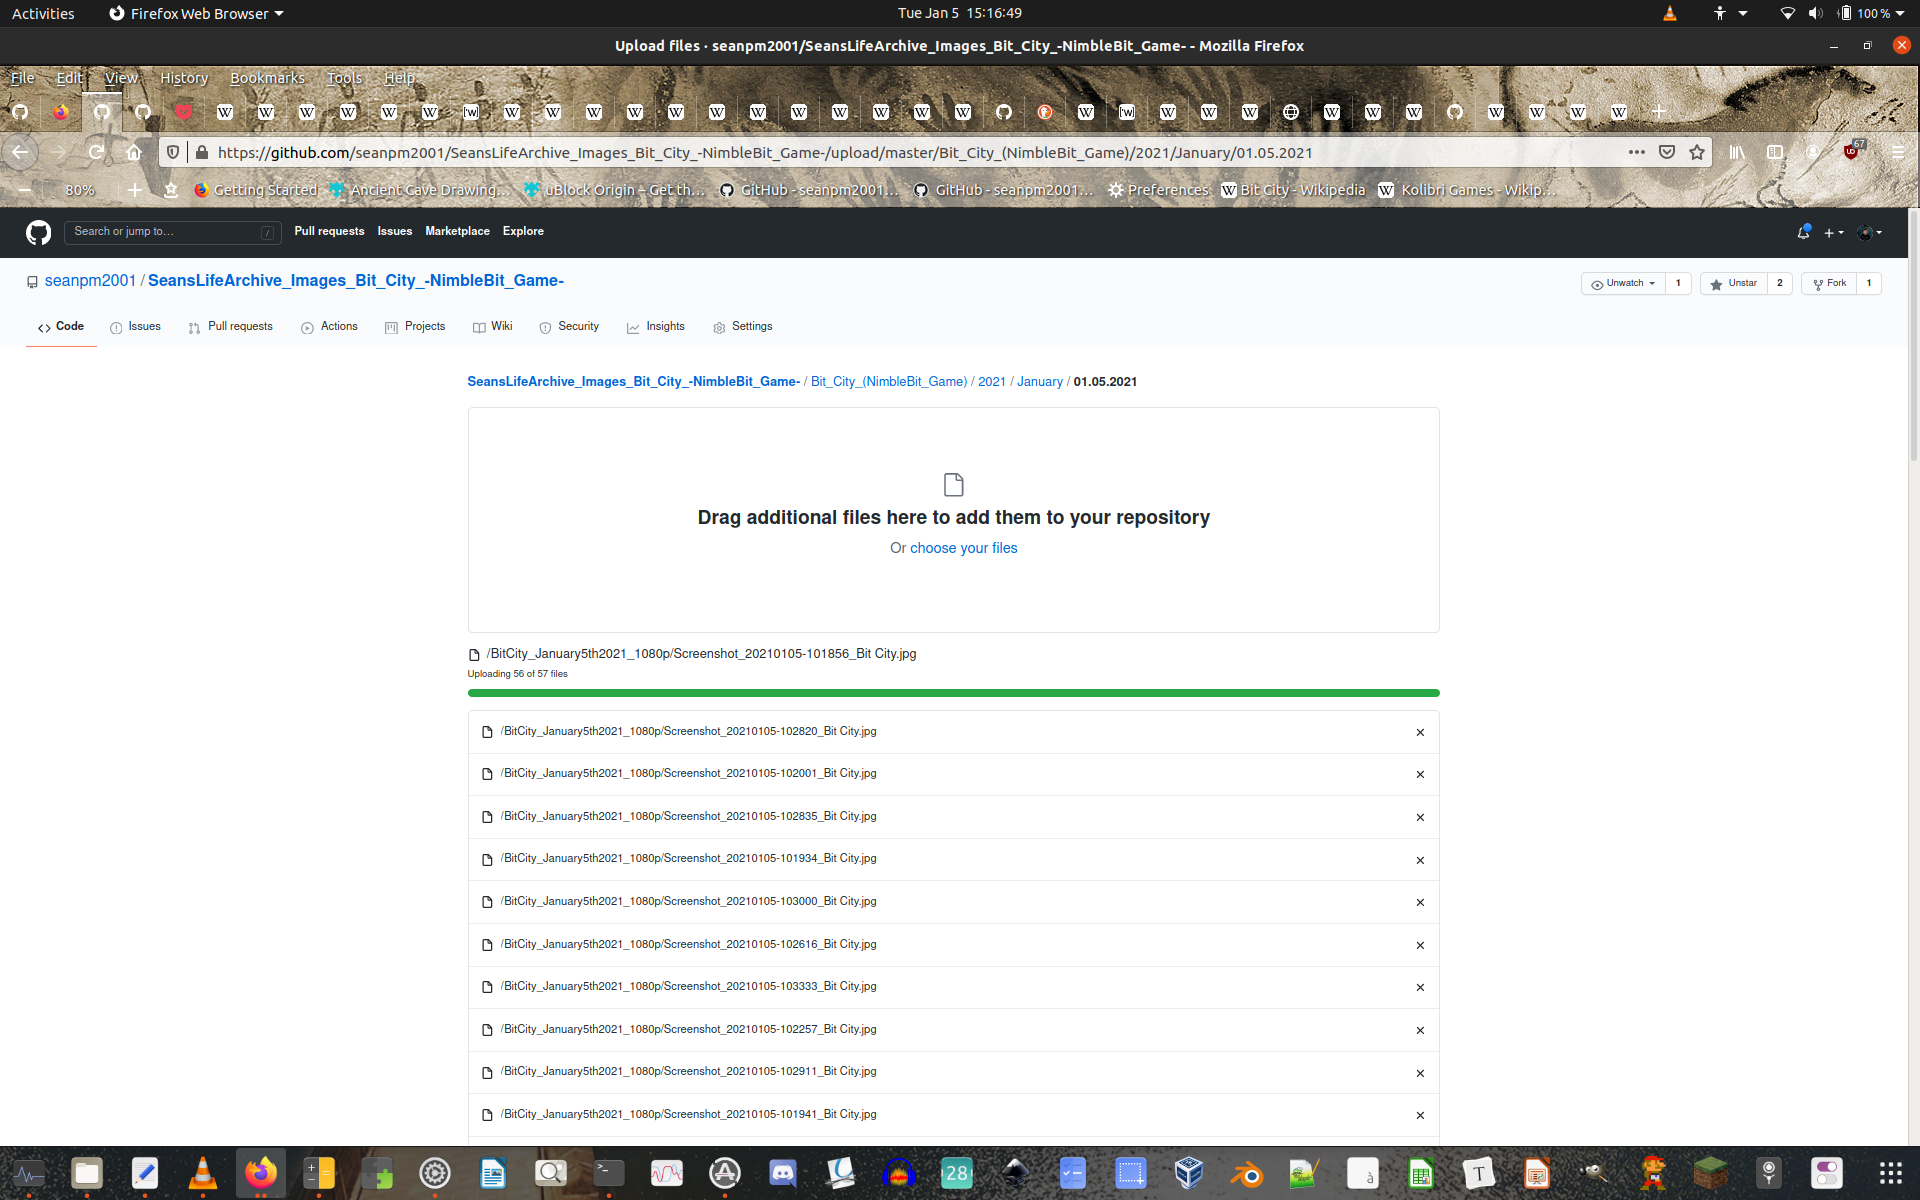 Activities
Firefox Web Browser
Tue Jan 5 15:16:49
100 %
Upload files · seanpm2001/SeansLifeArchive_Images_Bit_City_-NimbleBit_Game- - Mozilla Firefox
File Edit View History Bookmarks Tools Help
https://github.com/seanpm2001/SeansLifeArchive_Images_Bit_City_-NimbleBit_Game-/upload/master/Bit_City_(NimbleBit_Game)/2021/January/01.05.2021
67
80%
Getting Started
Ancient Cave Drawing…
uBlock Origin – Get th…
GitHub - seanpm2001…
GitHub - seanpm2001…
Preferences
Bit City - Wikipedia
Kolibri Games - Wikip…
Search or jump to…
/
Pull requests Issues Marketplace Explore
seanpm2001 / SeansLifeArchive_Images_Bit_City_-NimbleBit_Game-
Unwatch 1
Unstar 2
Fork 1
Code
Issues
Pull requests
Actions
Projects
Wiki
Security
Insights
Settings
SeansLifeArchive_Images_Bit_City_-NimbleBit_Game- / Bit_City_(NimbleBit_Game) / 2021 / January / 01.05.2021
Drag additional files here to add them to your repository
Or choose your files
/BitCity_January5th2021_1080p/Screenshot_20210105-101856_Bit City.jpg
Uploading 56 of 57 files
/BitCity_January5th2021_1080p/Screenshot_20210105-102820_Bit City.jpg
/BitCity_January5th2021_1080p/Screenshot_20210105-102001_Bit City.jpg
/BitCity_January5th2021_1080p/Screenshot_20210105-102835_Bit City.jpg
/BitCity_January5th2021_1080p/Screenshot_20210105-101934_Bit City.jpg
/BitCity_January5th2021_1080p/Screenshot_20210105-103000_Bit City.jpg
/BitCity_January5th2021_1080p/Screenshot_20210105-102616_Bit City.jpg
/BitCity_January5th2021_1080p/Screenshot_20210105-103333_Bit City.jpg
/BitCity_January5th2021_1080p/Screenshot_20210105-102257_Bit City.jpg
/BitCity_January5th2021_1080p/Screenshot_20210105-102911_Bit City.jpg
/BitCity_January5th2021_1080p/Screenshot_20210105-101941_Bit City.jpg
28